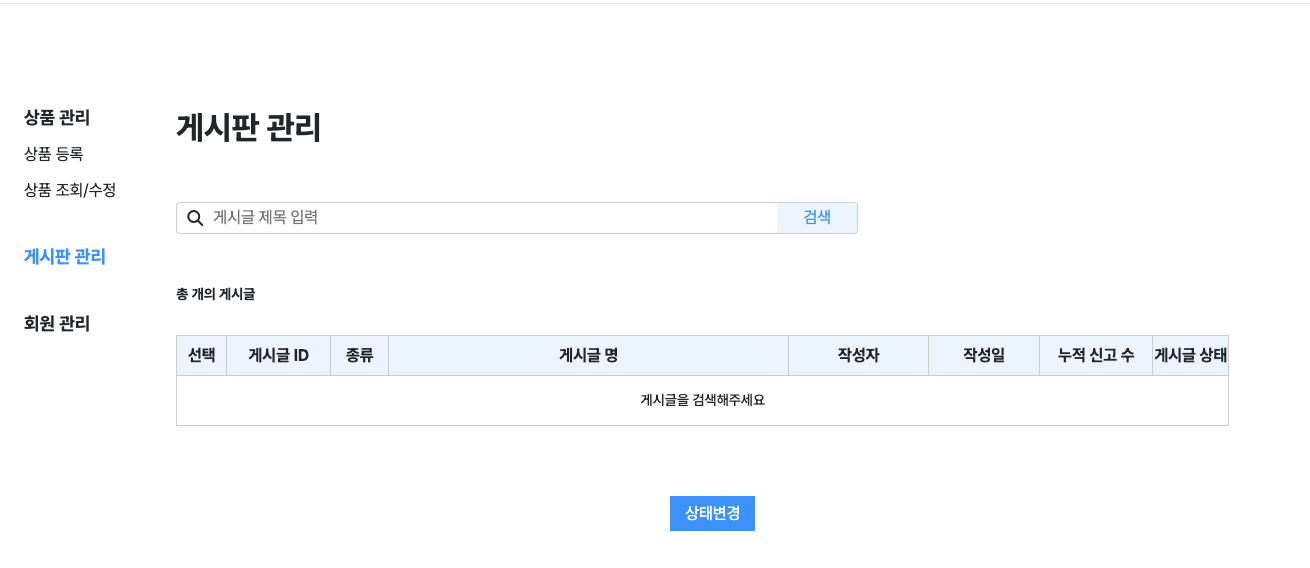 상품 관리
상품 등록
상품 조회/수정
게시판 관리
회원 관리
게시판 관리
게시글 제목 입력 검색
총 개의 게시글
선택 게시글 ID 종류 게시글 명 작성자 작성일 누적 신고 수 게시글 상태
게시글을 검색해주세요
상태변경